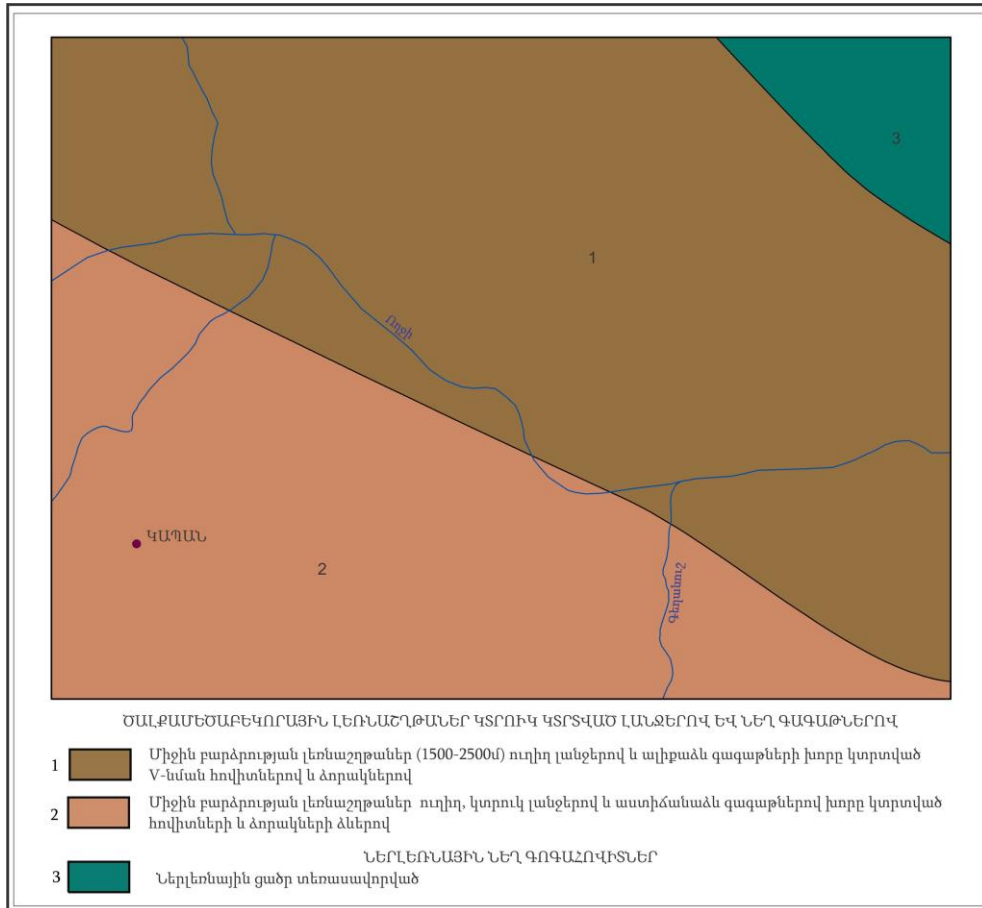 3
1
Ողջի
ԿԱՊԱՆ
2
Գեղանուշ
ԾԱԼՔԱՄԵԾԱԲԵԿՈՐԱՅԻՆ ԼԵՌՆԱՇՂԹԱՆԵՐ ԿՏՐՈՒԿ ԿՏՐՏՎԱԾ ԼԱՆՋԵՐՈՎ ԵՎ ՆԵՂ ԳԱԳԱԹՆԵՐՈՎ
1 Միջին բարձրության լեռնաշղթաներ (1500-2500մ) ուղիղ լանջերով և ալիքաձև գագաթների խորը կտրտված
V-նման հովիտներով և ձորակներով
2 Միջին բարձրության լեռնաշղթաներ ուղիղ, կտրուկ լանջերով և աստիճանաձև գագաթներով խորը կտրտված
հովիտների և ձորակների ձևերով
ՆԵՐԼԵՌՆԱՅԻՆ ՆԵՂ ԳՈԳԱՀՈՎԻՏՆԵՐ
3 Ներլեռնային ցածր տեռասավորված